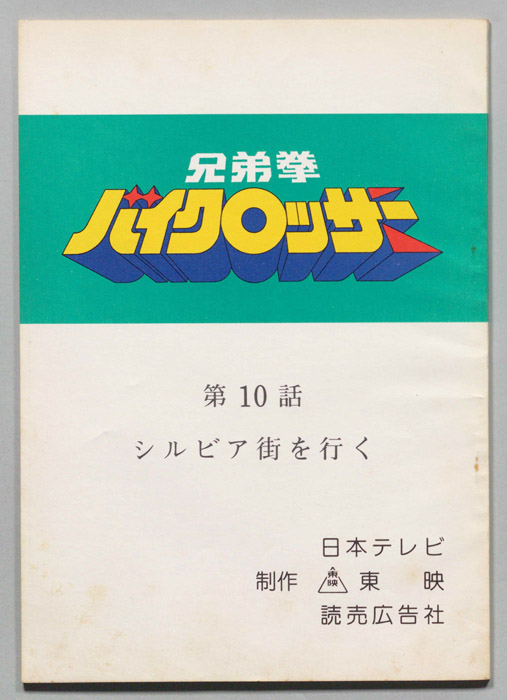 兄弟拳
バイクロッサー
第10話
シルビア街を行く
日本テレビ
制作 東映 東映
読売広告社